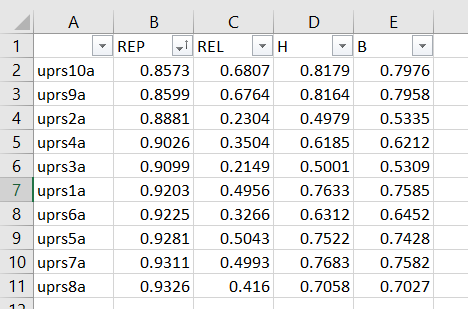 A B C D E
1 REP REL H B
2 uprs10a 0.8573 0.6807 0.8179 0.7976
3 uprs9a 0.8599 0.6764 0.8164 0.7958
4 uprs2a 0.8881 0.2304 0.4979 0.5335
5 uprs4a 0.9026 0.3504 0.6185 0.6212
6 uprs3a 0.9099 0.2149 0.5001 0.5309
7 uprs1a 0.9203 0.4956 0.7633 0.7585
8 uprs6a 0.9225 0.3266 0.6312 0.6452
9 uprs5a 0.9281 0.5043 0.7522 0.7428
10 uprs7a 0.9311 0.4993 0.7683 0.7582
11 uprs8a 0.9326 0.416 0.7058 0.7027